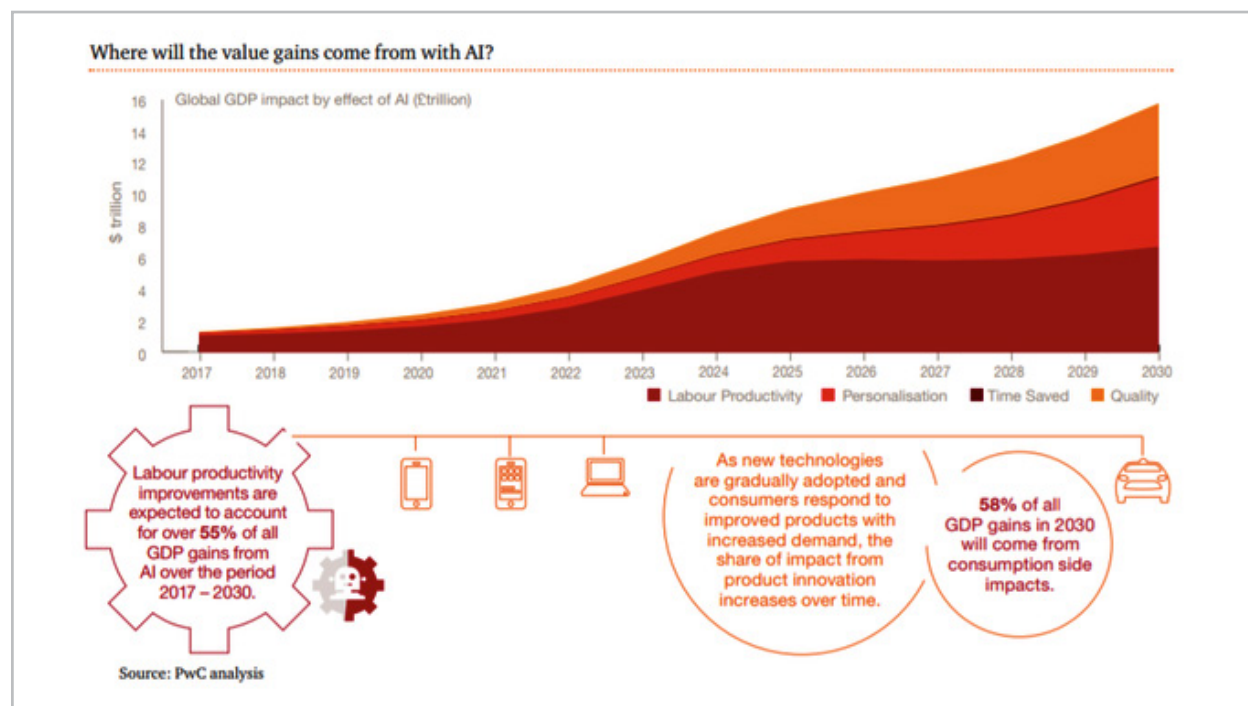 Where will the value gains come from with AI?
Global GDP impact by effect of AI (£trillion)
$ trillion
16
14
12
10
8
6
4
2
0
2017 2018 2019 2020 2021 2022 2023 2024 2025 2026 2027 2028 2029 2030
Labour Productivity Personalisation Time Saved Quality
Labour productivity
improvements are
expected to account
for over 55% of all
GDP gains from
AI over the period
2017 – 2030.
As new technologies
are gradually adopted and
consumers respond to
improved products with
increased demand, the
share of impact from
product innovation
increases over time.
58% of all
GDP gains in 2030
will come from
consumption side
impacts.
Source: PwC analysis